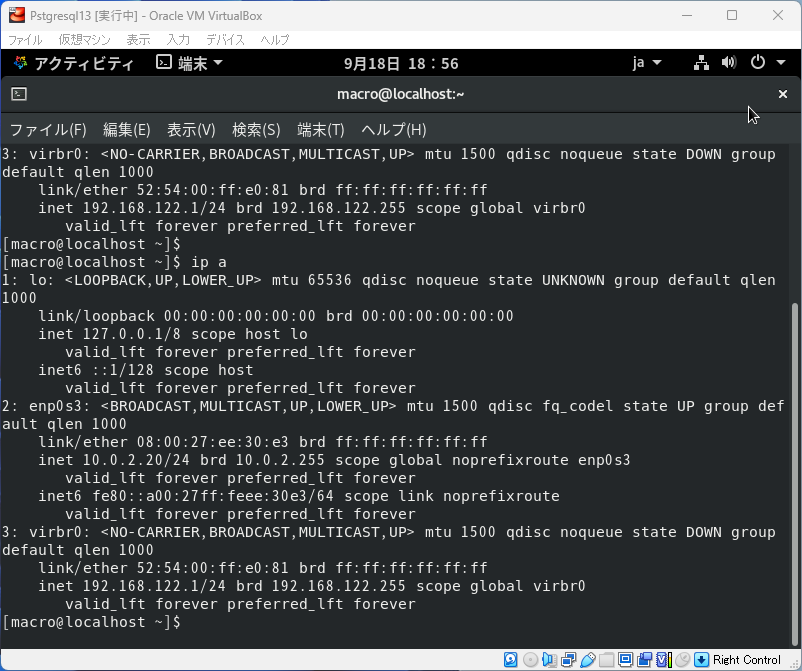 Pstgresql13 [実行中] - Oracle VM VirtualBox
ファイル 仮想マシン 表示 入力 デバイス ヘルプ
アクティビティ 端末 9月18日 18：56 ja
macro@localhost:~
ファイル(F) 編集(E) 表示(V) 検索(S) 端末(T) ヘルプ(H)
3: virbr0: <NO-CARRIER,BROADCAST,MULTICAST,UP> mtu 1500 qdisc noqueue state DOWN group
default qlen 1000
link/ether 52:54:00:ff:e0:81 brd ff:ff:ff:ff:ff:ff
inet 192.168.122.1/24 brd 192.168.122.255 scope global virbr0
valid_lft forever preferred_lft forever
[macro@localhost ~]$
[macro@localhost ~]$ ip a
1: lo: <LOOPBACK,UP,LOWER_UP> mtu 65536 qdisc noqueue state UNKNOWN group default qlen
1000
link/loopback 00:00:00:00:00:00 brd 00:00:00:00:00:00
inet 127.0.0.1/8 scope host lo
valid_lft forever preferred_lft forever
inet6 ::1/128 scope host
valid_lft forever preferred_lft forever
2: enp0s3: <BROADCAST,MULTICAST,UP,LOWER_UP> mtu 1500 qdisc fq_codel state UP group def
ault qlen 1000
link/ether 08:00:27:ee:30:e3 brd ff:ff:ff:ff:ff:ff
inet 10.0.2.20/24 brd 10.0.2.255 scope global noprefixroute enp0s3
valid_lft forever preferred_lft forever
inet6 fe80::a00:27ff:feee:30e3/64 scope link noprefixroute
valid_lft forever preferred_lft forever
3: virbr0: <NO-CARRIER,BROADCAST,MULTICAST,UP> mtu 1500 qdisc noqueue state DOWN group
default qlen 1000
link/ether 52:54:00:ff:e0:81 brd ff:ff:ff:ff:ff:ff
inet 192.168.122.1/24 brd 192.168.122.255 scope global virbr0
valid_lft forever preferred_lft forever
[macro@localhost ~]$
Right Control